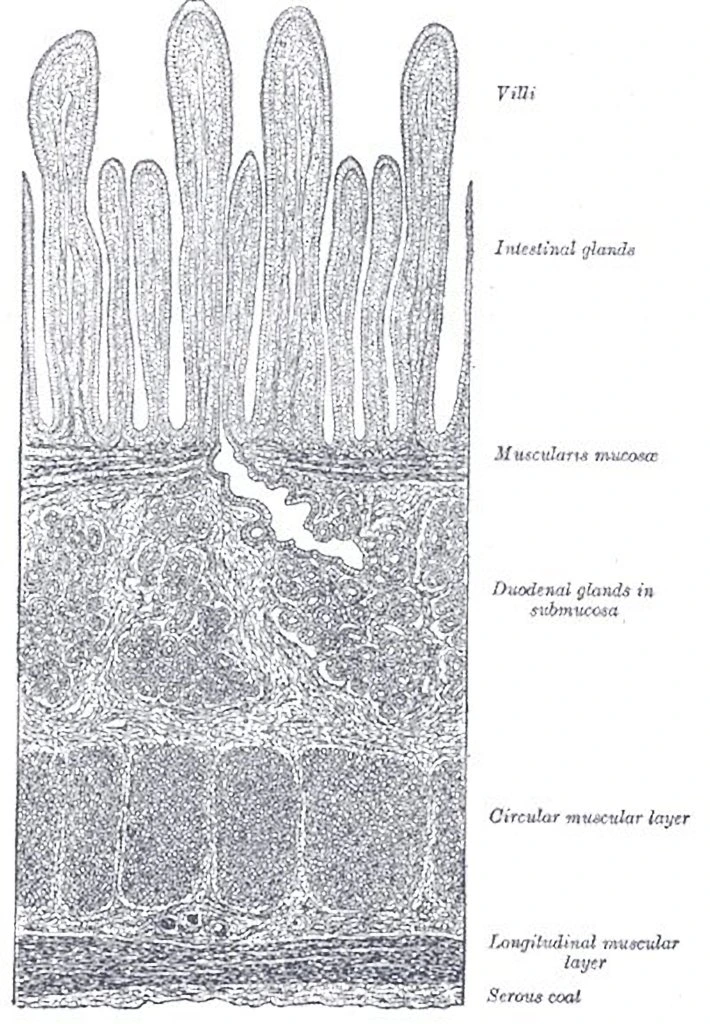 Villi
Intestinal glands
Muscularis mucosæ
Duodenal glands in
submucosa
Circular muscular layer
Longitudinal muscular
layer
Serous coat